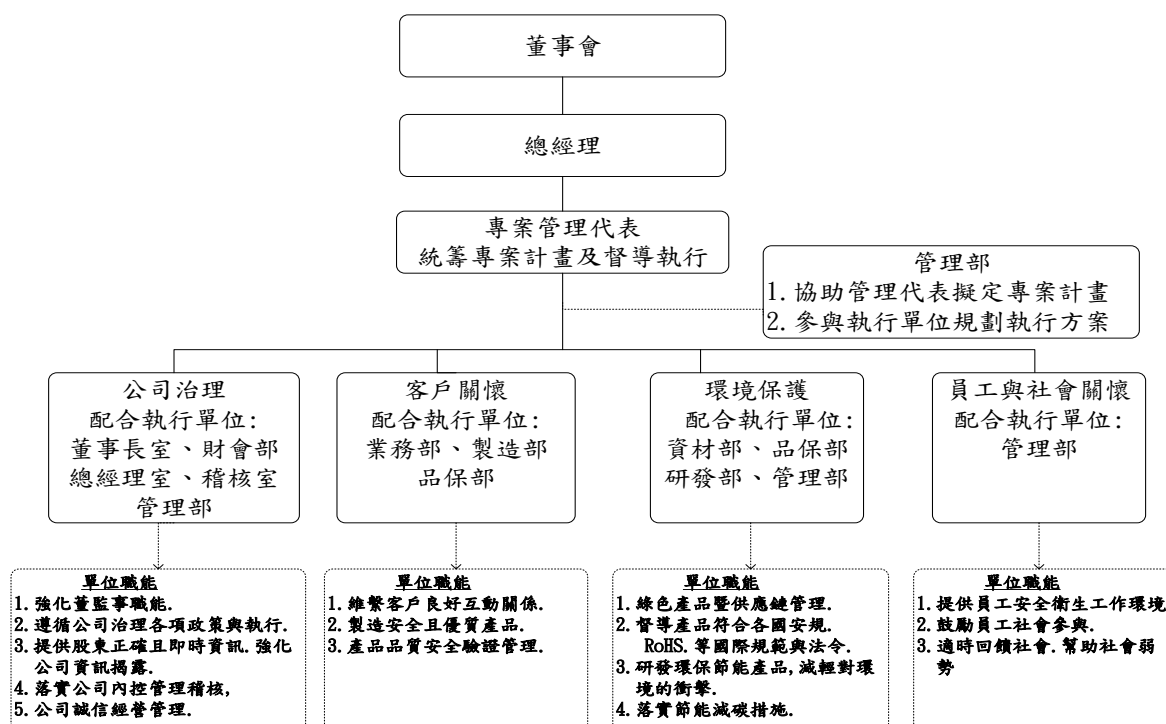 董事會
總經理
專案管理代表
統籌專案計畫及督導執行
管理部
1. 協助管理代表擬定專案計畫
2. 參與執行單位規劃執行方案
公司治理
配合執行單位:
董事長室、財會部
總經理室、稽核室
管理部
客戶關懷
配合執行單位:
業務部、製造部
品保部
環境保護
配合執行單位:
資材部、品保部
研發部、管理部
員工與社會關懷
配合執行單位:
管理部
單位職能
1. 強化董監事職能.
2. 遵循公司治理各項政策與執行.
3. 提供股東正確且即時資訊. 強化
公司資訊揭露.
4. 落實公司內控管理稽核,
5. 公司誠信經營管理.
單位職能
1. 維繫客戶良好互動關係.
2. 製造安全且優質產品.
3. 產品品質安全驗證管理.
單位職能
1. 綠色產品暨供應鏈管理.
2. 督導產品符合各國安規.
RoHS. 等國際規範與法令.
3. 研發環保節能產品, 減輕對環
境的衝擊.
4. 落實節能減碳措施.
單位職能
1. 提供員工安全衛生工作環境
2. 鼓勵員工社會參與.
3. 適時回饋社會. 幫助社會弱
勢